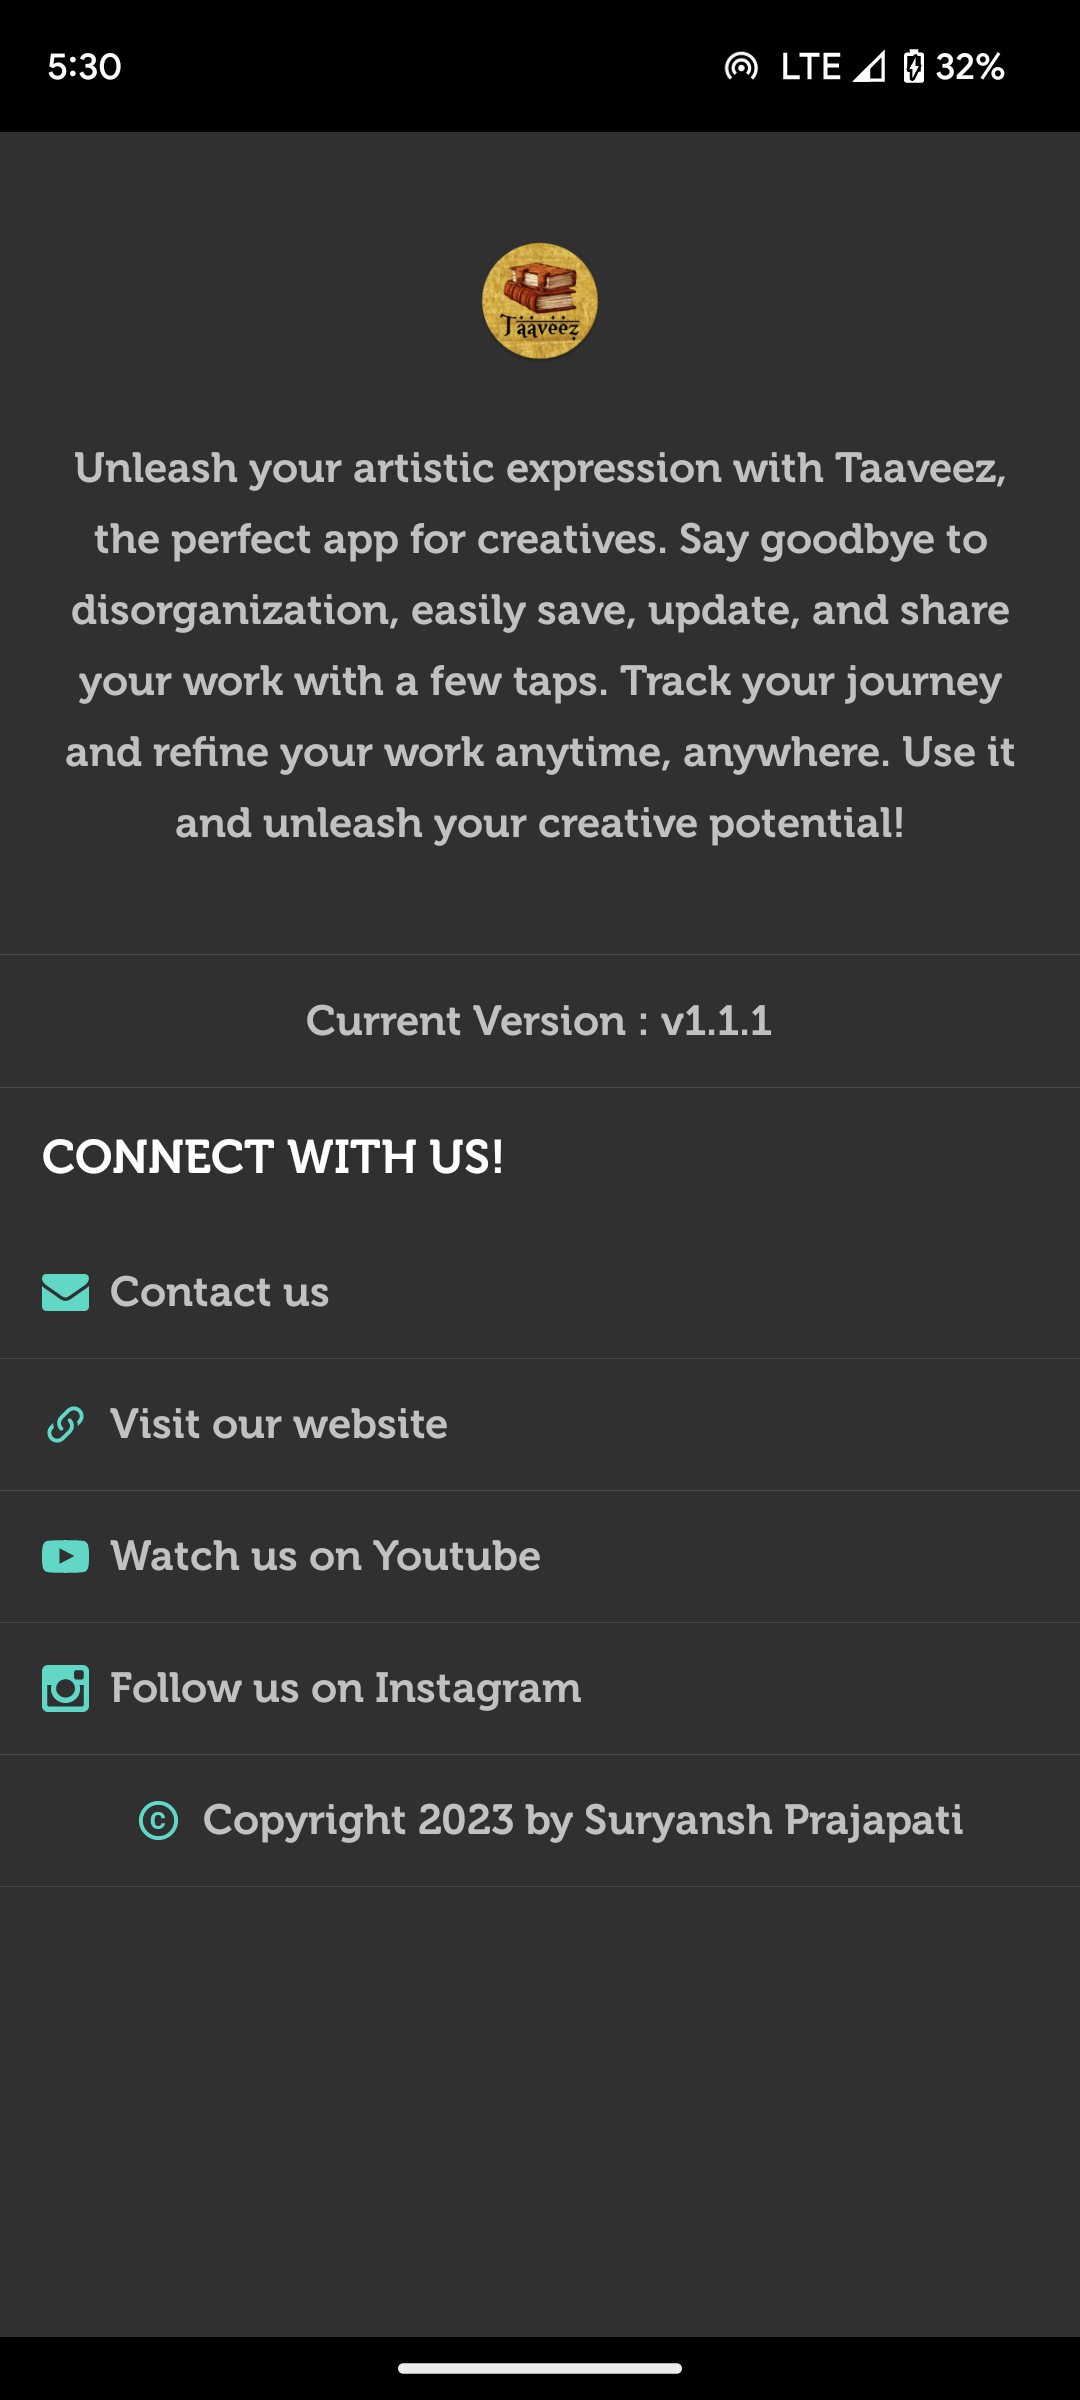 5:30 LTE 32%
Taaveez
Unleash your artistic expression with Taaveez,
the perfect app for creatives. Say goodbye to
disorganization, easily save, update, and share
your work with a few taps. Track your journey
and refine your work anytime, anywhere. Use it
and unleash your creative potential!
Current Version : v1.1.1
CONNECT WITH US!
Contact us
Visit our website
Watch us on Youtube
Follow us on Instagram
© Copyright 2023 by Suryansh Prajapati